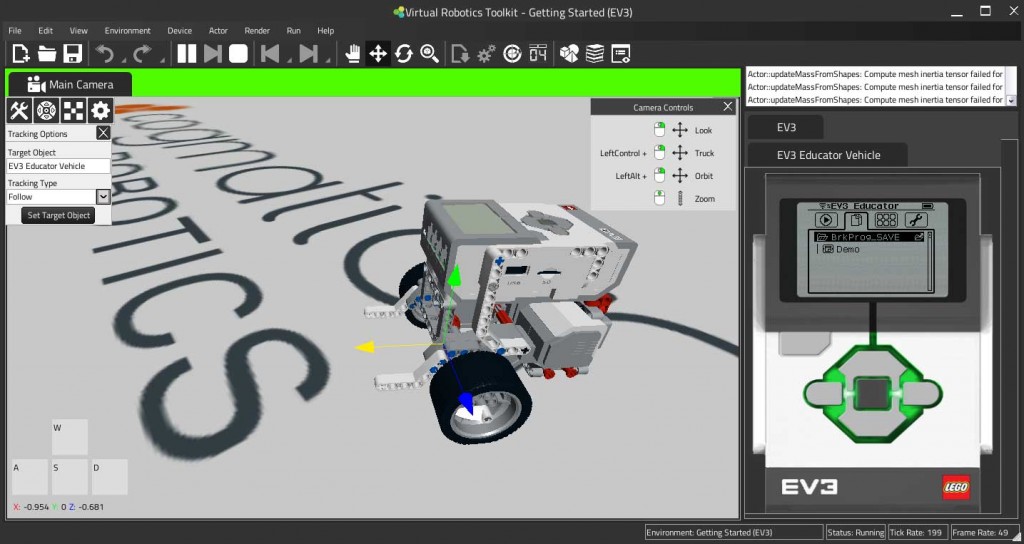 Virtual Robotics Toolkit - Getting Started (EV3)
File Edit View Environment Device Actor Render Run Help
04
Main Camera
Tracking Options
Target Object
EV3 Educator Vehicle
Tracking Type
Follow
Set Target Object
Camera Controls
Look
LeftControl + Truck
LeftAlt + Orbit
Zoom
Actor::updateMassFromShapes: Compute mesh inertia tensor failed for
Actor::updateMassFromShapes: Compute mesh inertia tensor failed for
Actor::updateMassFromShapes: Compute mesh inertia tensor failed for
EV3
EV3 Educator Vehicle
EV3 Educator
BrkProg_SAVE
Demo
cognmatic
ROBOTICS
W
A S D
X: -0.954 Y: 0 Z: -0.681
EV3
LEGO
Environment: Getting Started (EV3) Status: Running Tick Rate: 199 Frame Rate: 49